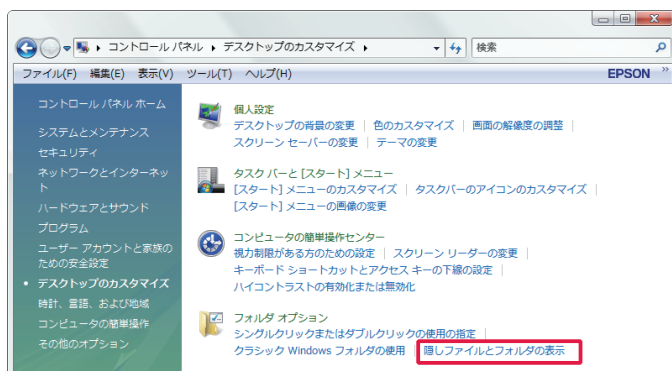 コントロール パネル ▸ デスクトップのカスタマイズ ▸
検索
ファイル(F) 編集(E) 表示(V) ツール(T) ヘルプ(H)
EPSON »
コントロール パネル ホーム
システムとメンテナンス
セキュリティ
ネットワークとインターネッ
ト
ハードウェアとサウンド
プログラム
ユーザー アカウントと家族の
ための安全設定
• デスクトップのカスタマイズ
時計、言語、および地域
コンピュータの簡単操作
その他のオプション
個人設定
デスクトップの背景の変更 | 色のカスタマイズ | 画面の解像度の調整 |
スクリーン セーバーの変更 | テーマの変更
タスク バーと [スタート] メニュー
[スタート] メニューのカスタマイズ | タスクバーのアイコンのカスタマイズ |
[スタート] メニューの画像の変更
コンピュータの簡単操作センター
視力制限がある方のための設定 | スクリーン リーダーの変更 |
キーボード ショートカットとアクセス キーの下線の設定 |
ハイコントラストの有効化または無効化
フォルダ オプション
シングルクリックまたはダブルクリックの使用の指定 |
クラシック Windows フォルダの使用 | 隠しファイルとフォルダの表示